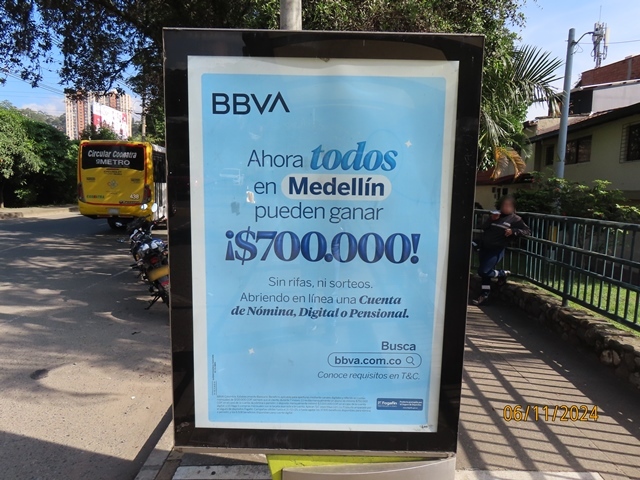 BBVA
Ahora todos
en Medellín
pueden ganar
¡$700.000!
Sin rifas, ni sorteos.
Abriendo en línea una Cuenta
de Nómina, Digital o Pensional.
Busca
bbva.com.co
Conoce requisitos en T&C.
Circular Coonatra
METRO
06/11/2024